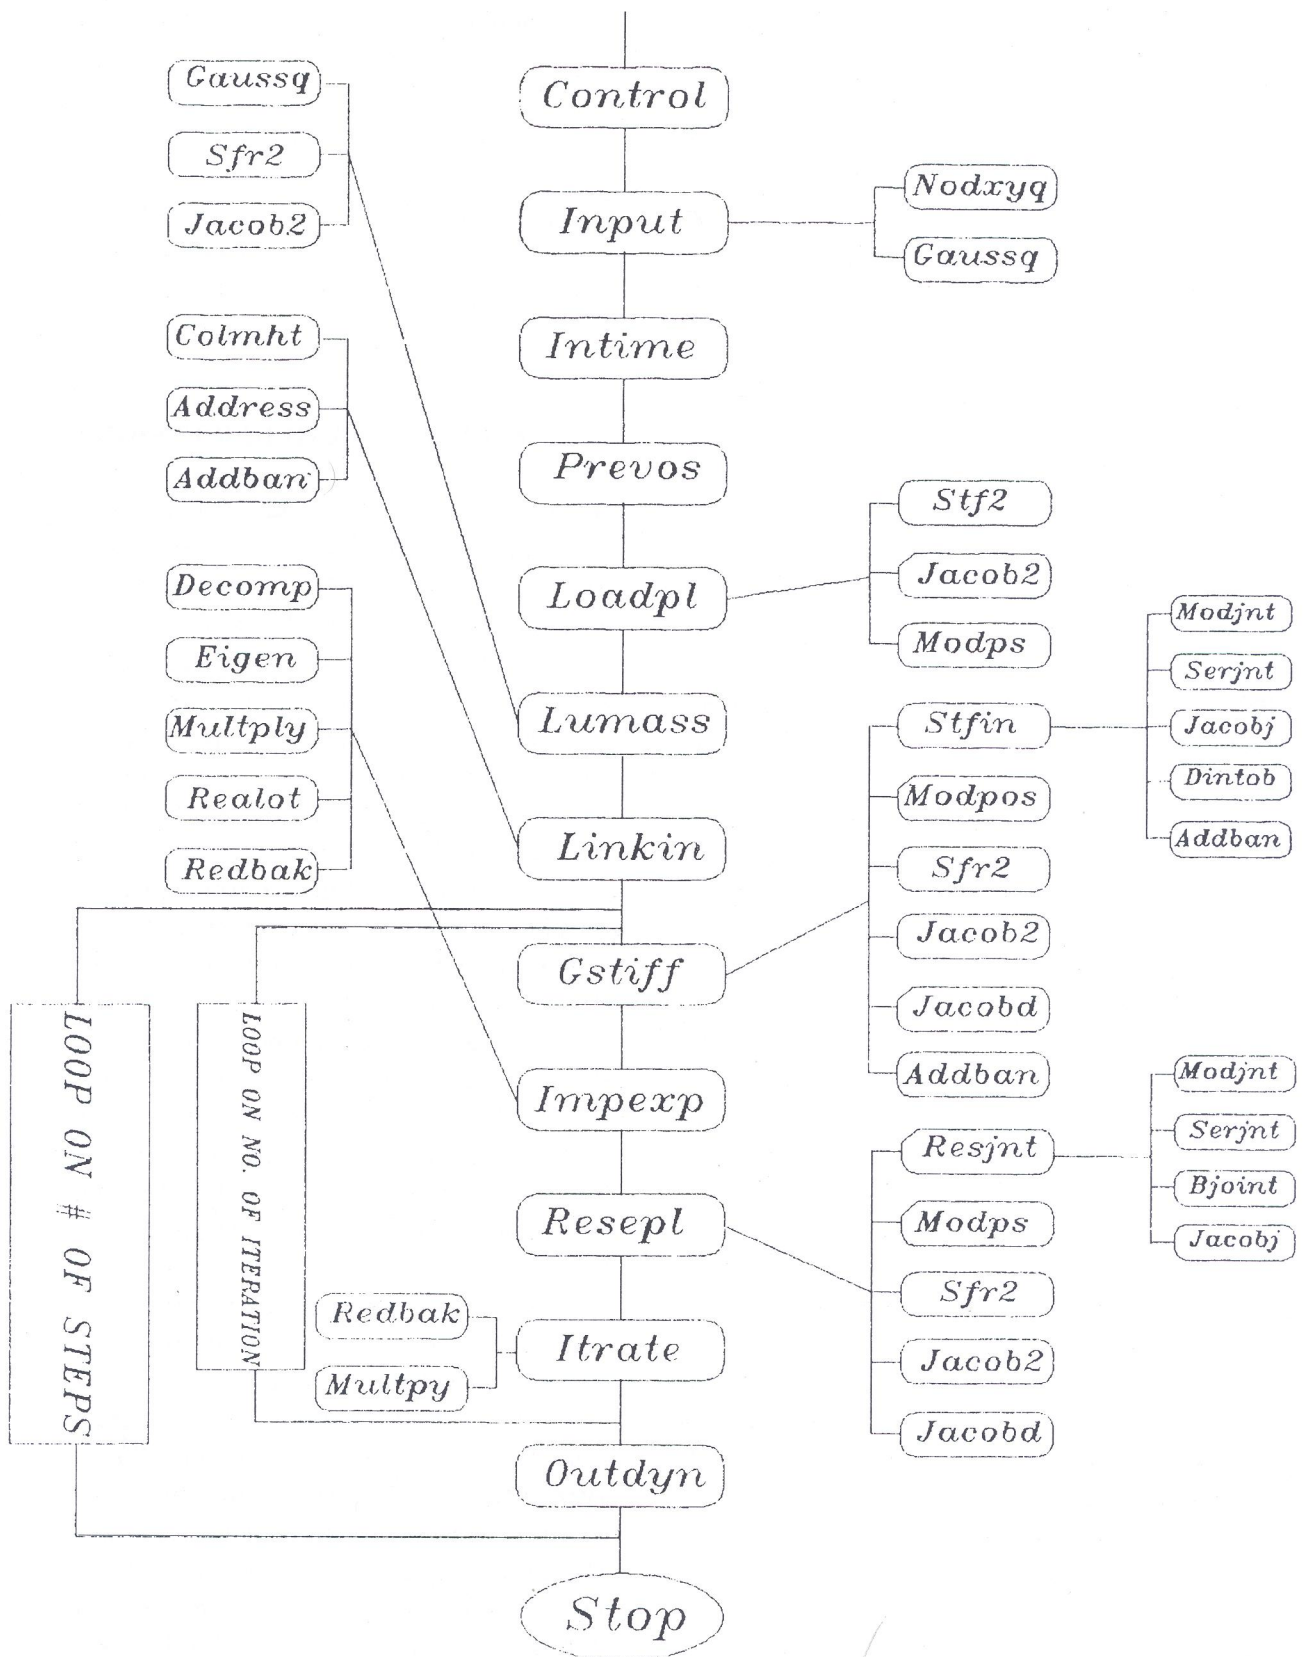 Control
Input
Intime
Prevos
Loadpl
Lumass
Linkin
Gstiff
Impexp
Resepl
Itrate
Outdyn
Stop
Gaussq
Sfr2
Jacob2
Colmht
Address
Addban
Decomp
Eigen
Multply
Realot
Redbak
LOOP ON # OF STEPS
LOOP ON NO. OF ITERATION
Redbak
Multpy
Nodxyq
Gaussq
Stf2
Jacob2
Modps
Stfin
Modpos
Sfr2
Jacob2
Jacobd
Addban
Modjnt
Serjnt
Jacobj
Dintob
Addban
Resjnt
Modps
Sfr2
Jacob2
Jacobd
Modjnt
Serjnt
Bjoint
Jacobj